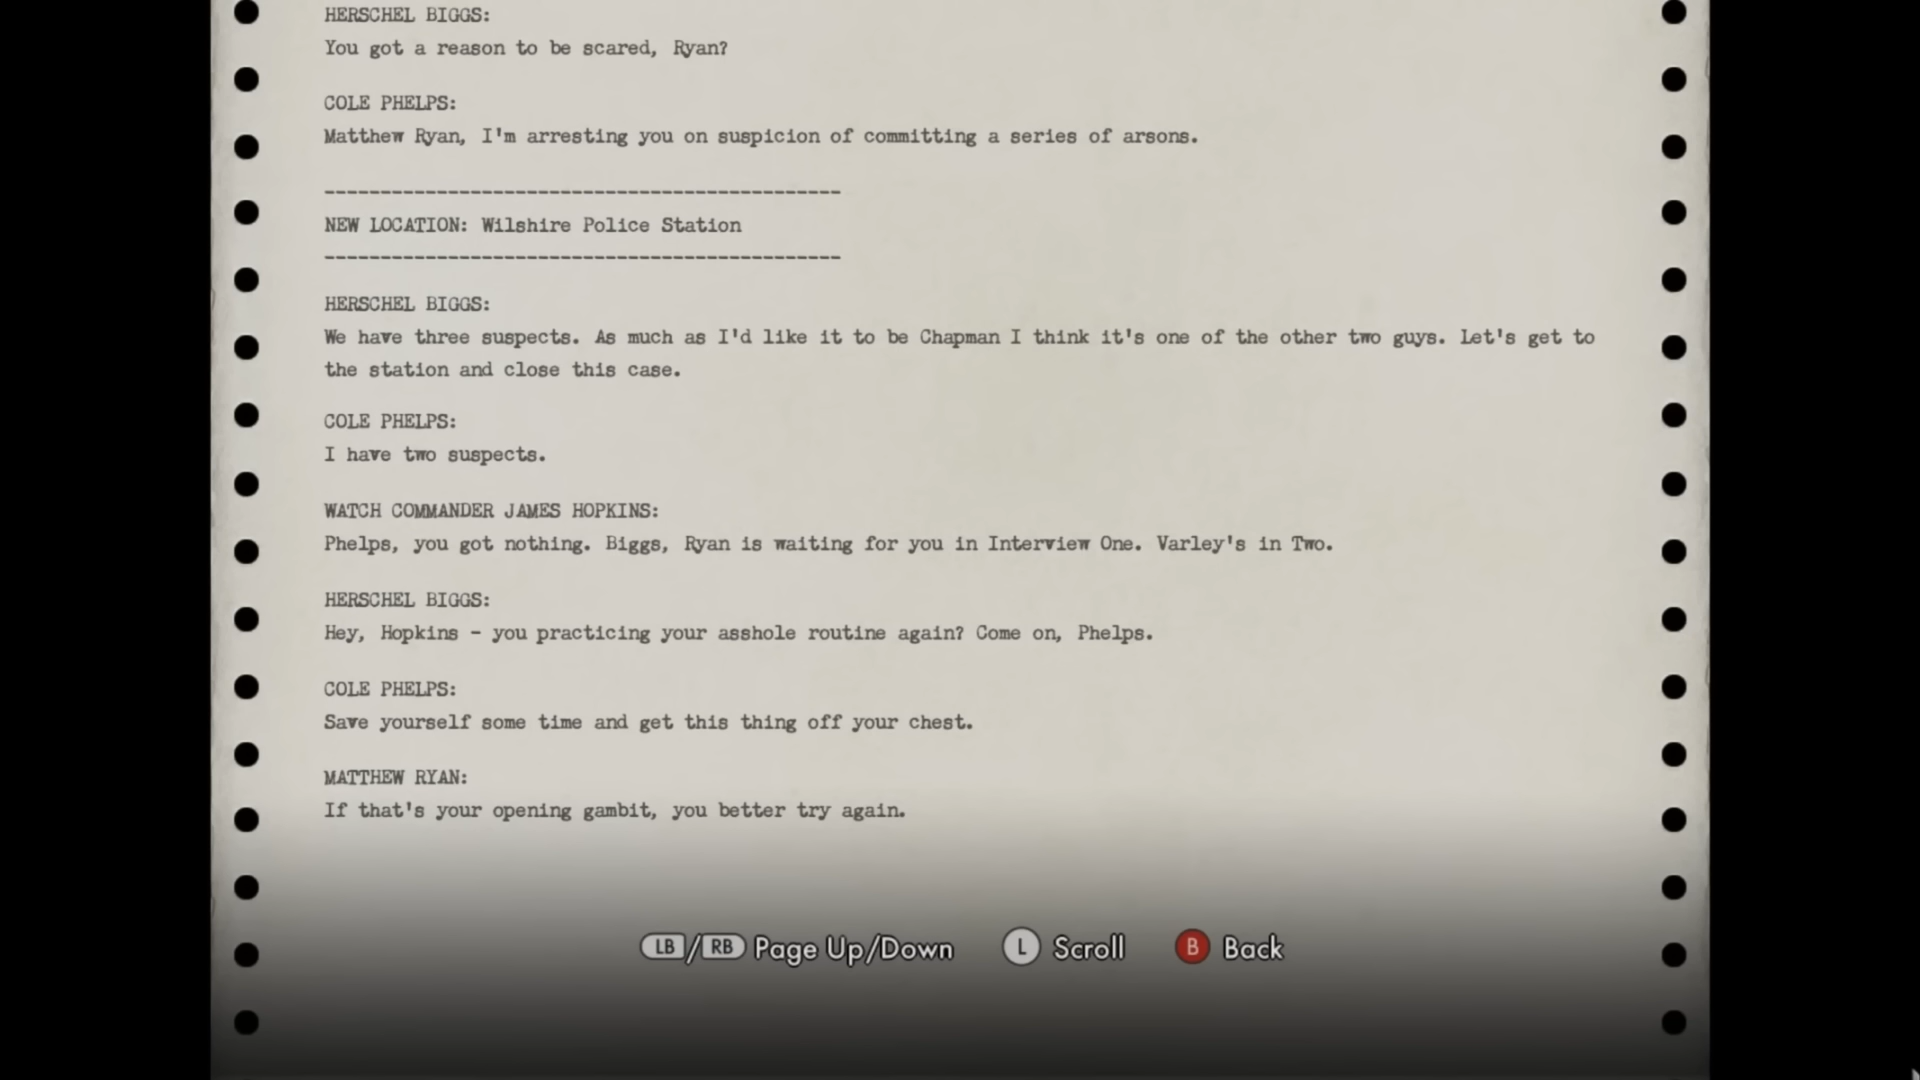 HERSCHEL BIGGS:
You got a reason to be scared, Ryan?
COLE PHELPS:
Matthew Ryan, I'm arresting you on suspicion of committing a series of arsons.
----------------------------------------------
NEW LOCATION: Wilshire Police Station
----------------------------------------------
HERSCHEL BIGGS:
We have three suspects. As much as I'd like it to be Chapman I think it's one of the other two guys. Let's get to
the station and close this case.
COLE PHELPS:
I have two suspects.
WATCH COMMANDER JAMES HOPKINS:
Phelps, you got nothing. Biggs, Ryan is waiting for you in Interview One. Varley's in Two.
HERSCHEL BIGGS:
Hey, Hopkins - you practicing your asshole routine again? Come on, Phelps.
COLE PHELPS:
Save yourself some time and get this thing off your chest.
MATTHEW RYAN:
If that's your opening gambit, you better try again.
LB/RB Page Up/Down L Scroll B Back